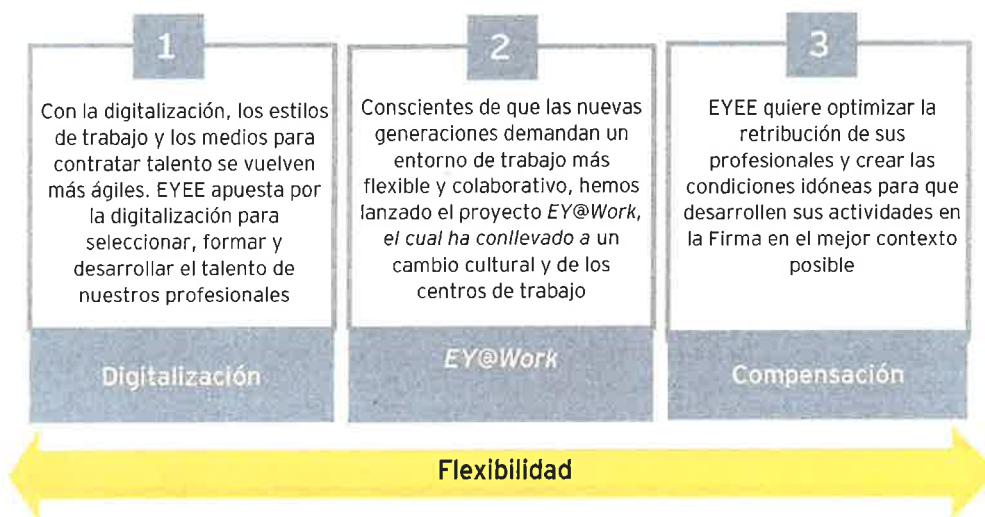 1
Con la digitalización, los estilos
de trabajo y los medios para
contratar talento se vuelven
más ágiles. EYEE apuesta por
la digitalización para
seleccionar, formar y
desarrollar el talento de
nuestros profesionales
Digitalización
2
Conscientes de que las nuevas
generaciones demandan un
entorno de trabajo más
flexible y colaborativo, hemos
lanzado el proyecto EY@Work,
el cual ha conllevado a un
cambio cultural y de los
centros de trabajo
EY@Work
3
EYEE quiere optimizar la
retribución de sus
profesionales y crear las
condiciones idóneas para que
desarrollen sus actividades en
la Firma en el mejor contexto
posible
Compensación
Flexibilidad